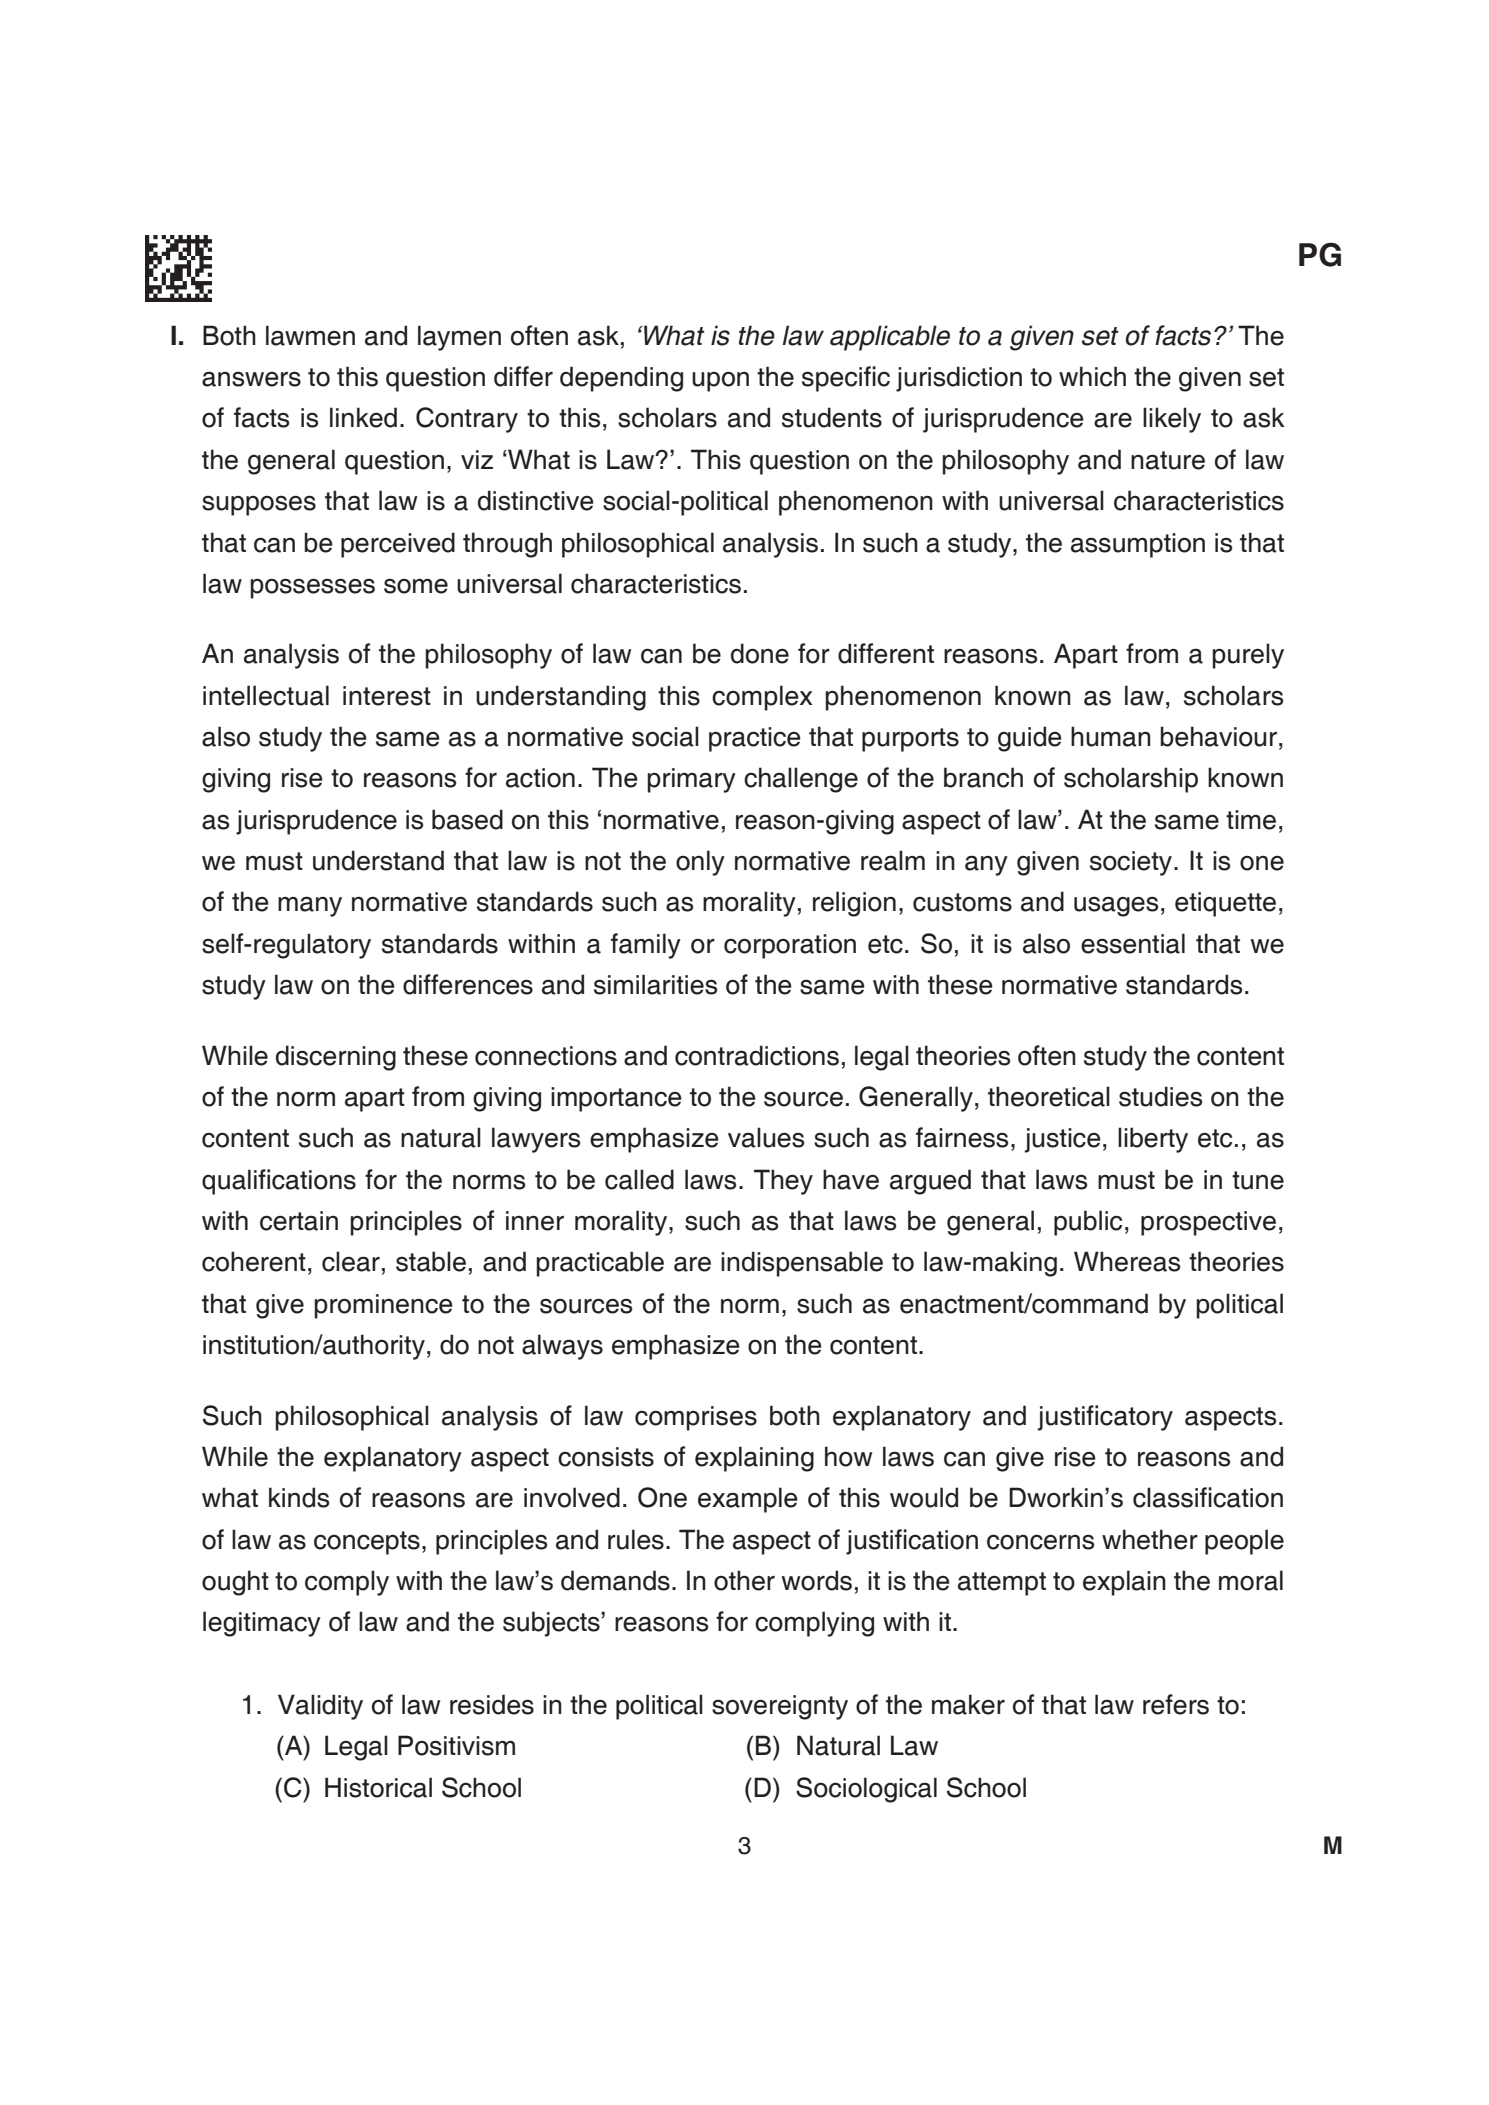 PG
I. Both lawmen and laymen often ask, ‘What is the law applicable to a given set of facts?’ The
answers to this question differ depending upon the specific jurisdiction to which the given set
of facts is linked. Contrary to this, scholars and students of jurisprudence are likely to ask
the general question, viz ‘What is Law?’. This question on the philosophy and nature of law
supposes that law is a distinctive social-political phenomenon with universal characteristics
that can be perceived through philosophical analysis. In such a study, the assumption is that
law possesses some universal characteristics.
An analysis of the philosophy of law can be done for different reasons. Apart from a purely
intellectual interest in understanding this complex phenomenon known as law, scholars
also study the same as a normative social practice that purports to guide human behaviour,
giving rise to reasons for action. The primary challenge of the branch of scholarship known
as jurisprudence is based on this ‘normative, reason-giving aspect of law’. At the same time,
we must understand that law is not the only normative realm in any given society. It is one
of the many normative standards such as morality, religion, customs and usages, etiquette,
self-regulatory standards within a family or corporation etc. So, it is also essential that we
study law on the differences and similarities of the same with these normative standards.
While discerning these connections and contradictions, legal theories often study the content
of the norm apart from giving importance to the source. Generally, theoretical studies on the
content such as natural lawyers emphasize values such as fairness, justice, liberty etc., as
qualifications for the norms to be called laws. They have argued that laws must be in tune
with certain principles of inner morality, such as that laws be general, public, prospective,
coherent, clear, stable, and practicable are indispensable to law-making. Whereas theories
that give prominence to the sources of the norm, such as enactment/command by political
institution/authority, do not always emphasize on the content.
Such philosophical analysis of law comprises both explanatory and justificatory aspects.
While the explanatory aspect consists of explaining how laws can give rise to reasons and
what kinds of reasons are involved. One example of this would be Dworkin’s classification
of law as concepts, principles and rules. The aspect of justification concerns whether people
ought to comply with the law’s demands. In other words, it is the attempt to explain the moral
legitimacy of law and the subjects’ reasons for complying with it.
1. Validity of law resides in the political sovereignty of the maker of that law refers to:
(A) Legal Positivism (B) Natural Law
(C) Historical School (D) Sociological School
3 M